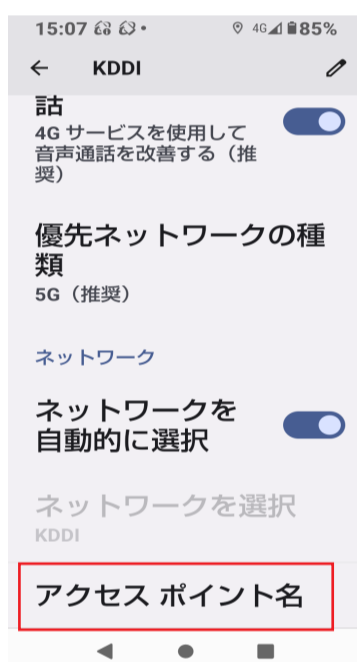 15:07 4G 85%
KDDI
話
4G サービスを使用して
音声通話を改善する（推
奨）
優先ネットワークの種
類
5G（推奨）
ネットワーク
ネットワークを
自動的に選択
ネットワークを選択
KDDI
アクセス ポイント名